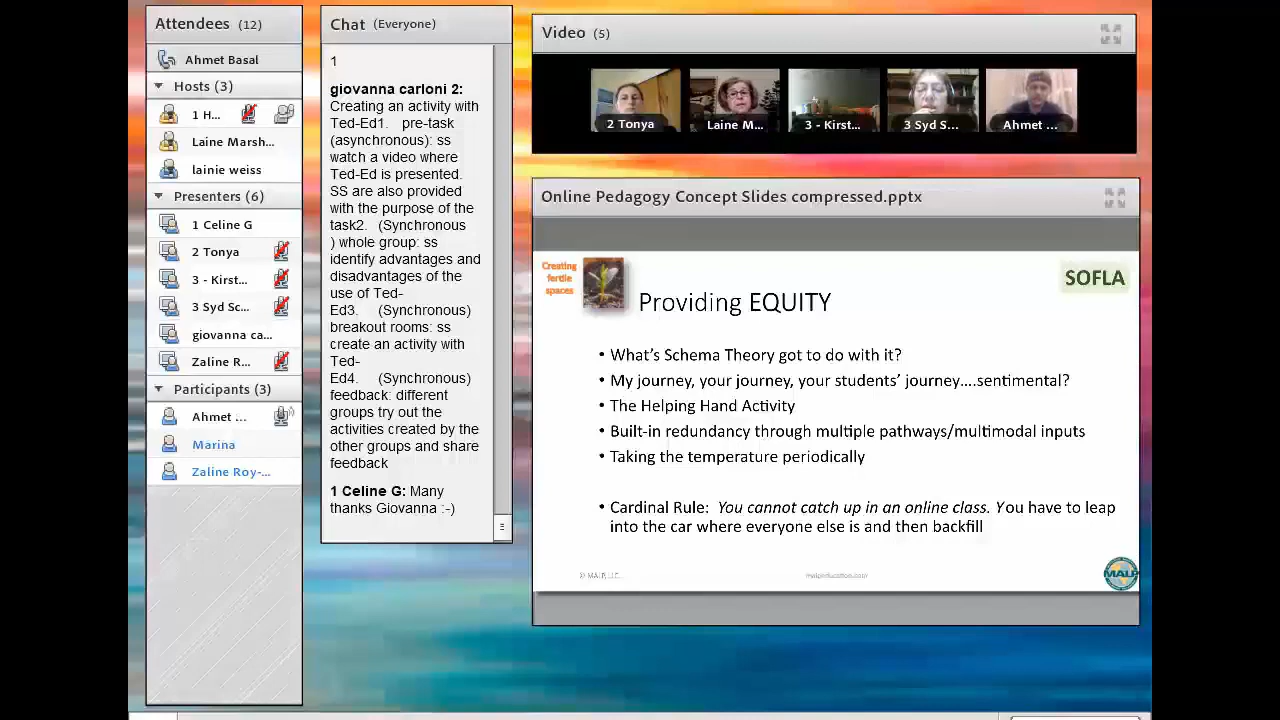 Attendees (12)
Ahmet Basal
Hosts (3)
1 H...
Laine Marsh...
lainie weiss
Presenters (6)
1 Celine G
2 Tonya
3 - Kirst...
3 Syd Sc...
giovanna ca...
Zaline R...
Participants (3)
Ahmet ...
Marina
Zaline Roy-...
Chat (Everyone)
1
giovanna carloni 2:
Creating an activity with
Ted-Ed1. pre-task
(asynchronous): ss
watch a video where
Ted-Ed is presented.
SS are also provided
with the purpose of the
task2. (Synchronous
) whole group: ss
identify advantages and
disadvantages of the
use of Ted-
Ed3. (Synchronous)
breakout rooms: ss
create an activity with
Ted-
Ed4. (Synchronous)
feedback: different
groups try out the
activities created by the
other groups and share
feedback
1 Celine G: Many
thanks Giovanna :-)
Video (5)
2 Tonya
Laine M...
3 - Kirst...
3 Syd S...
Ahmet ...
Online Pedagogy Concept Slides compressed.pptx
Creating
fertile
spaces
SOFLA
Providing EQUITY
• What's Schema Theory got to do with it?
• My journey, your journey, your students' journey....sentimental?
• The Helping Hand Activity
• Built-in redundancy through multiple pathways/multimodal inputs
• Taking the temperature periodically
• Cardinal Rule: You cannot catch up in an online class. You have to leap
into the car where everyone else is and then backfill
© MALP, LLC.
malpeducation.com
MALP